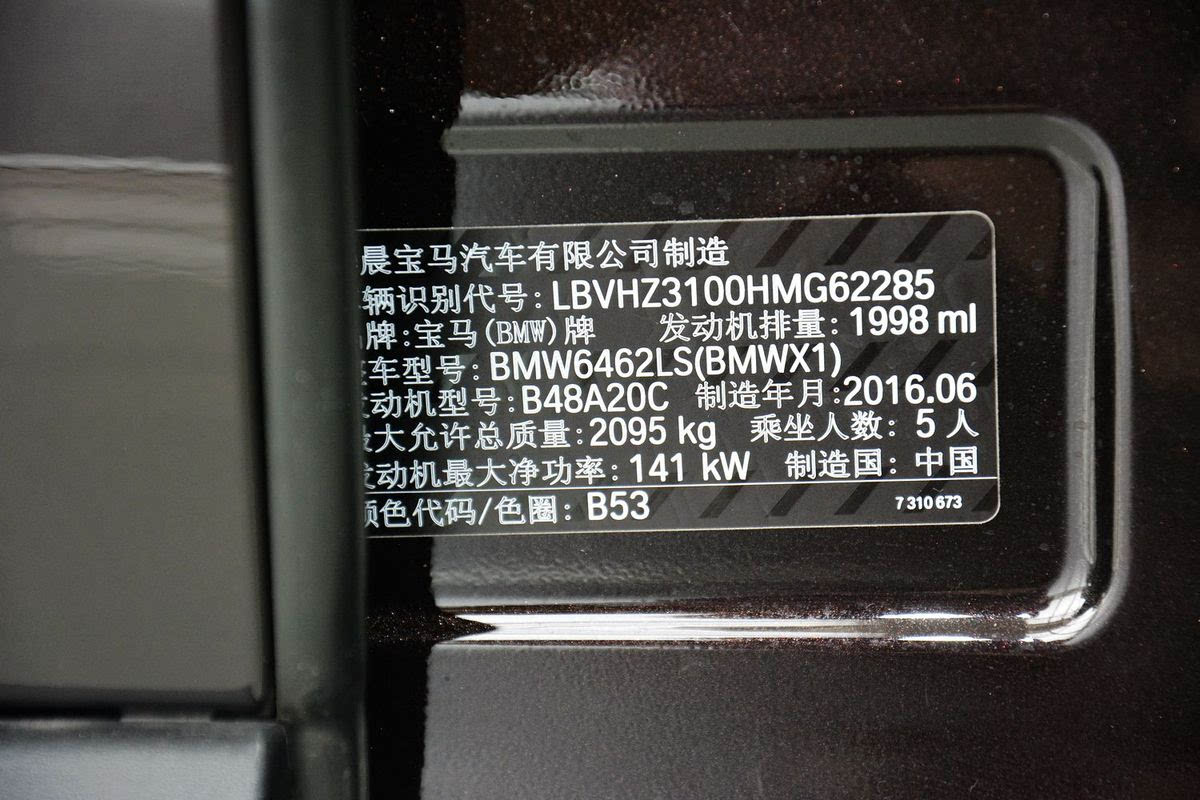 晨宝马汽车有限公司制造
辆识别代号: LBVHZ3100HMG62285
牌:宝马(BMW)牌 发动机排量: 1998 ml
车型号: BMW6462LS(BMWX1)
动机型号: B48A20C 制造年月:2016.06
大允许总质量: 2095 kg 乘坐人数: 5 人
动机最大净功率: 141 kW 制造国: 中国
颜色代码/色圈: B53 7 310 673